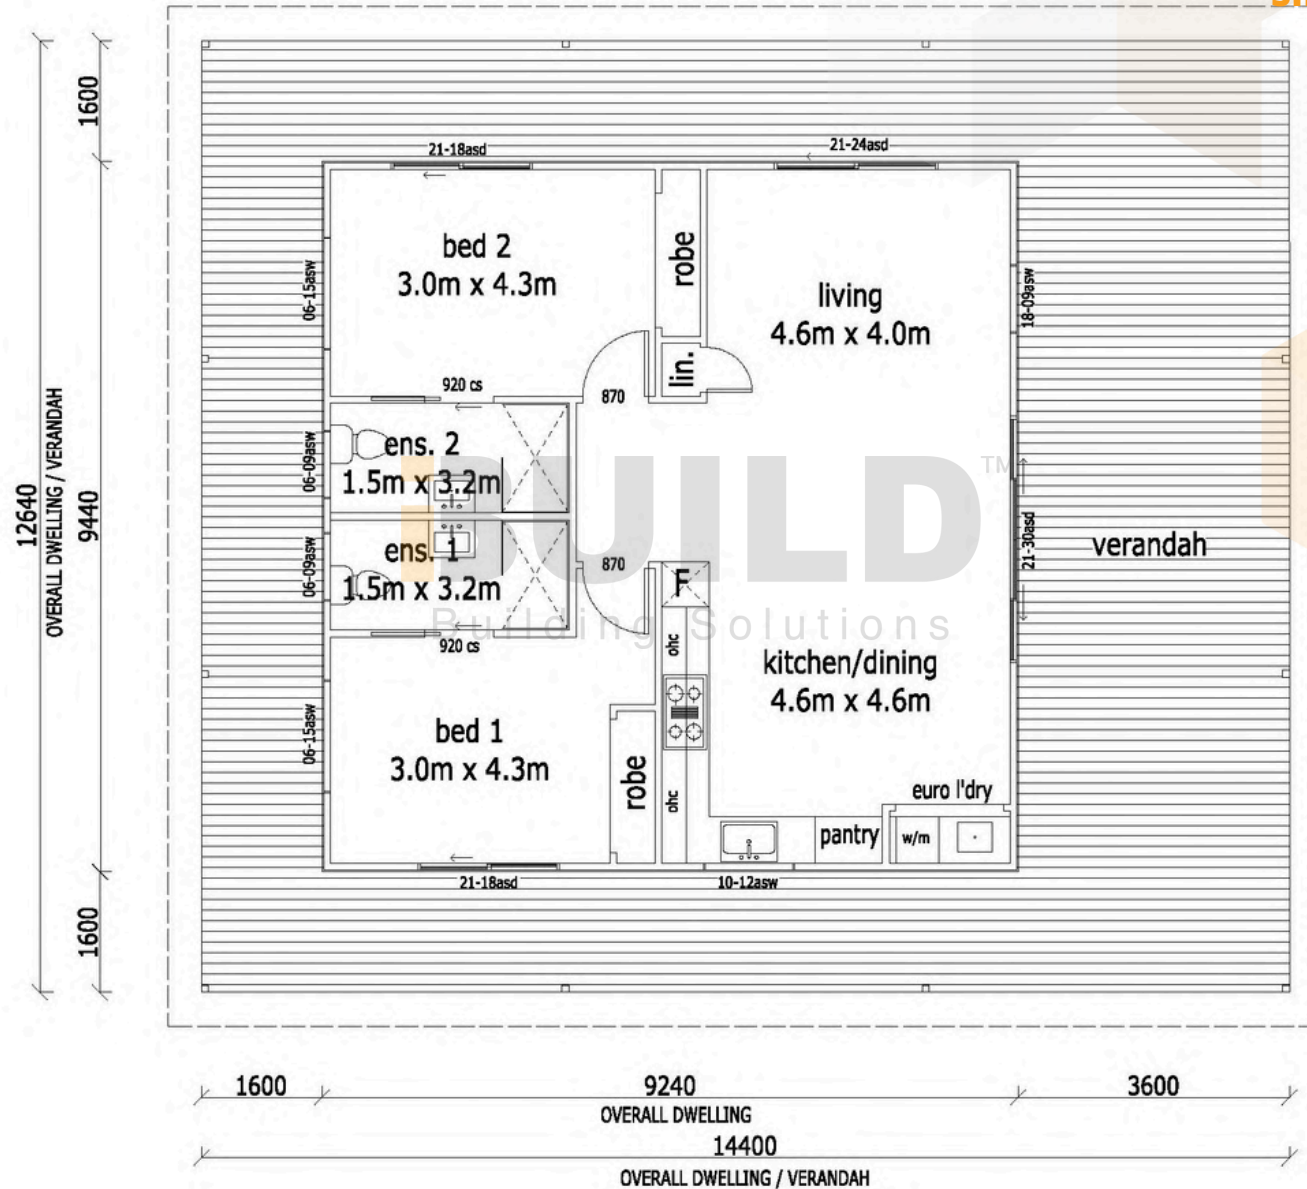 1600
21-18asd
21-24asd
bed 2
3.0m x 4.3m
robe
living
4.6m x 4.0m
06-15asw
18-09asw
lin.
920 cs
870
ens. 2
1.5m x 3.2m
06-09asw
iBUILD™
Building Solutions
12640
OVERALL DWELLING / VERANDAH
9440
ens. 1
1.5m x 3.2m
06-09asw
870
F
21-30asd
verandah
920 cs
ohc
kitchen/dining
4.6m x 4.6m
06-15asw
bed 1
3.0m x 4.3m
robe
ohc
euro l'dry
pantry
w/m
21-18asd
10-12asw
1600
1600
9240
3600
OVERALL DWELLING
14400
OVERALL DWELLING / VERANDAH